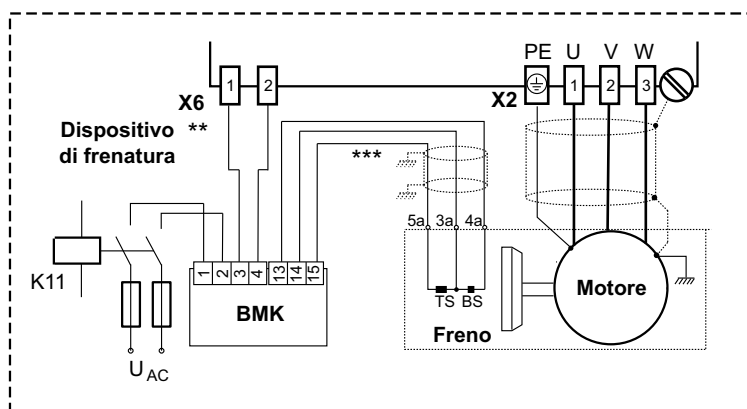 PE U V W
1 2 1 2 3
X6 X2
Dispositivo **
di frenatura
***
5a 3a 4a
K11
1 2 3 4 13 14 15
BMK
TS BS
Motore
Freno
UAC